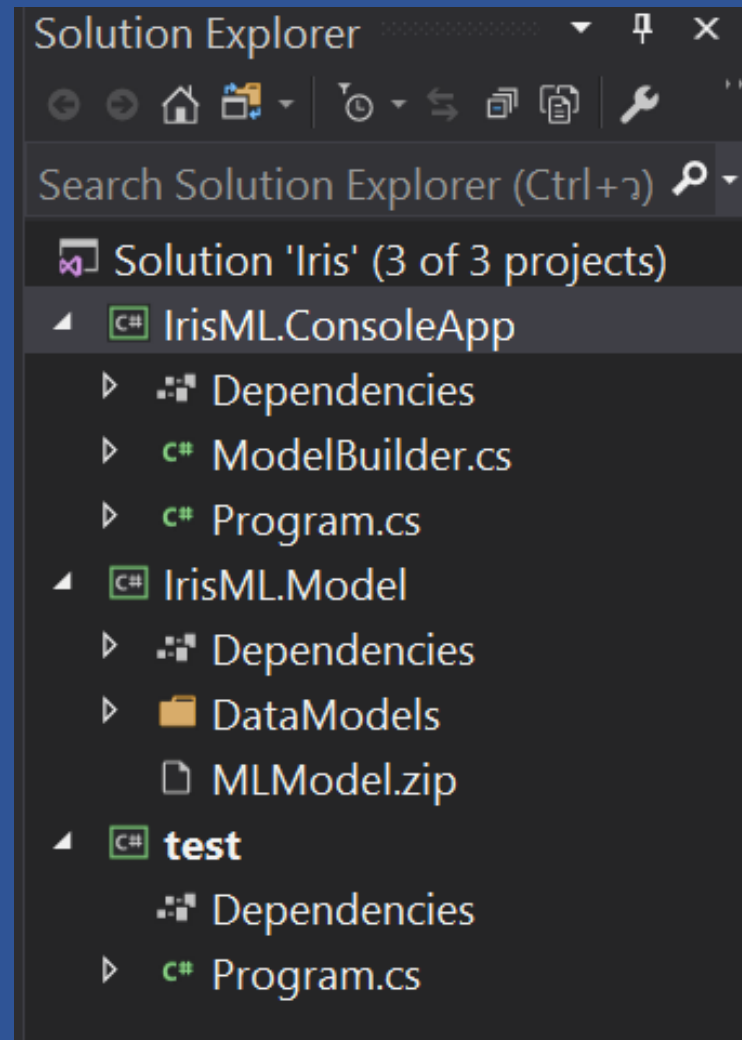 Solution Explorer
Search Solution Explorer (Ctrl+ว)
Solution 'Iris' (3 of 3 projects)
C# IrisML.ConsoleApp
Dependencies
C# ModelBuilder.cs
C# Program.cs
C# IrisML.Model
Dependencies
DataModels
MLModel.zip
C# test
Dependencies
C# Program.cs